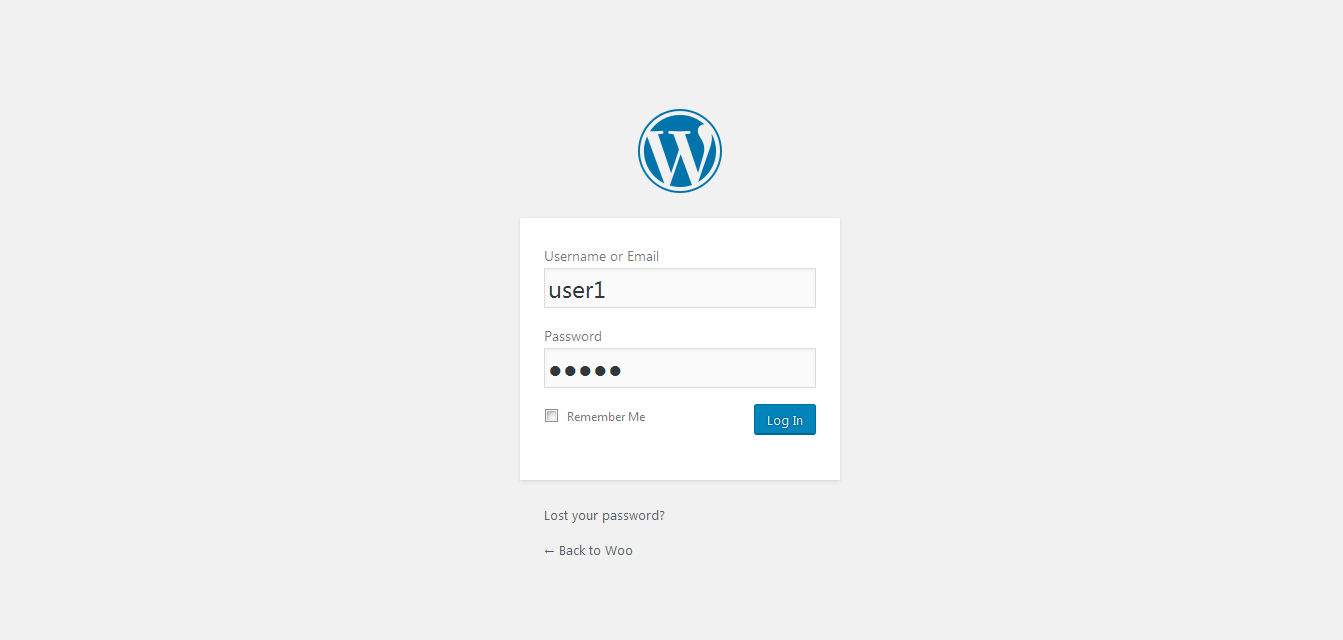 Username or Email
user1
Password
●●●●●
Remember Me
Log In
Lost your password?
← Back to Woo